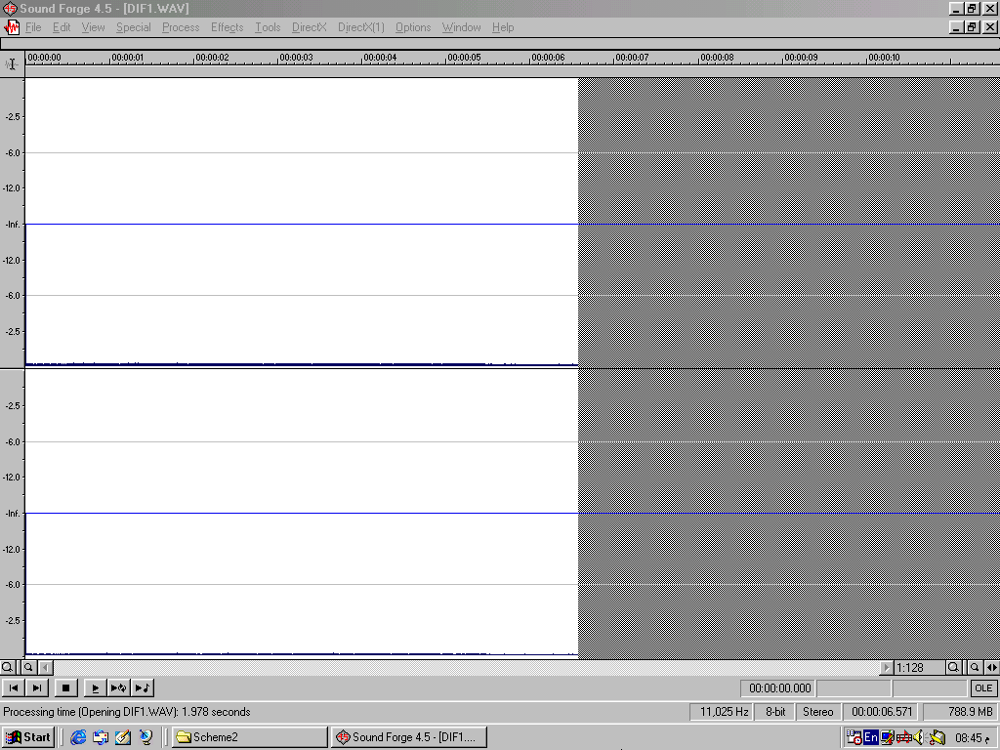 Sound Forge 4.5 - [DIF1.WAV]
File Edit View Special Process Effects Tools DirectX DirectX(1) Options Window Help
00:00:00 00:00:01 00:00:02 00:00:03 00:00:04 00:00:05 00:00:06 00:00:07 00:00:08 00:00:09 00:00:10
-2.5
-6.0
-12.0
-Inf.
-12.0
-6.0
-2.5
-2.5
-6.0
-12.0
-Inf.
-12.0
-6.0
-2.5
1:128
00:00:00.000 OLE
Processing time (Opening DIF1.WAV): 1.978 seconds 11,025 Hz 8-bit Stereo 00:00:06.571 788.9 MB
Start Scheme2 Sound Forge 4.5 - [DIF1.... En 08:45 م